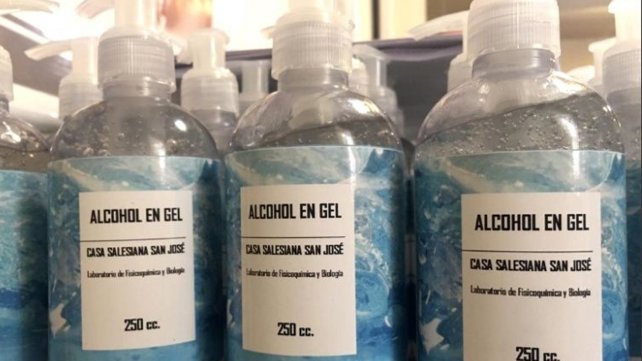 ALCOHOL EN GEL
CASA SALESIANA SAN JOSÉ
Laboratorio de Fisicoquímica y Biología
250 cc.
ALCOHOL EN GEL
CASA SALESIANA SAN JOSÉ
Laboratorio de Fisicoquímica y Biología
250 cc.
ALCOHOL EN GEL
CASA SALESIANA SAN JOSÉ
Laboratorio de Fisicoquímica y Biología
250 cc.